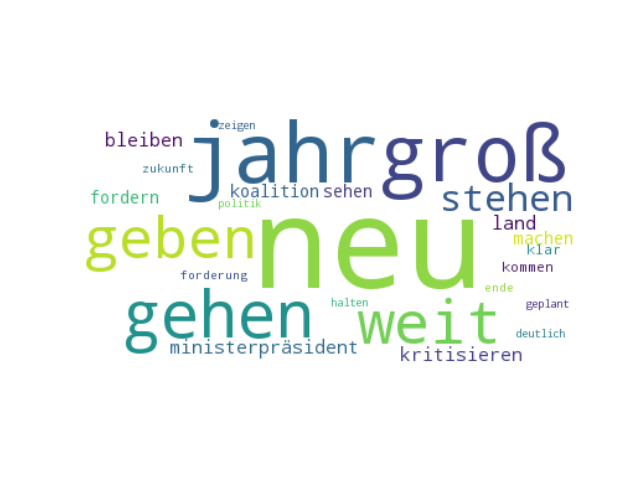 zeigen
jahr groß
bleiben
zukunft
fordern
koalition sehen stehen
politik
geben neu land
machen
klar
forderung
kommen
ende
gehen weit
halten
geplant
deutlich
ministerpräsident
kritisieren